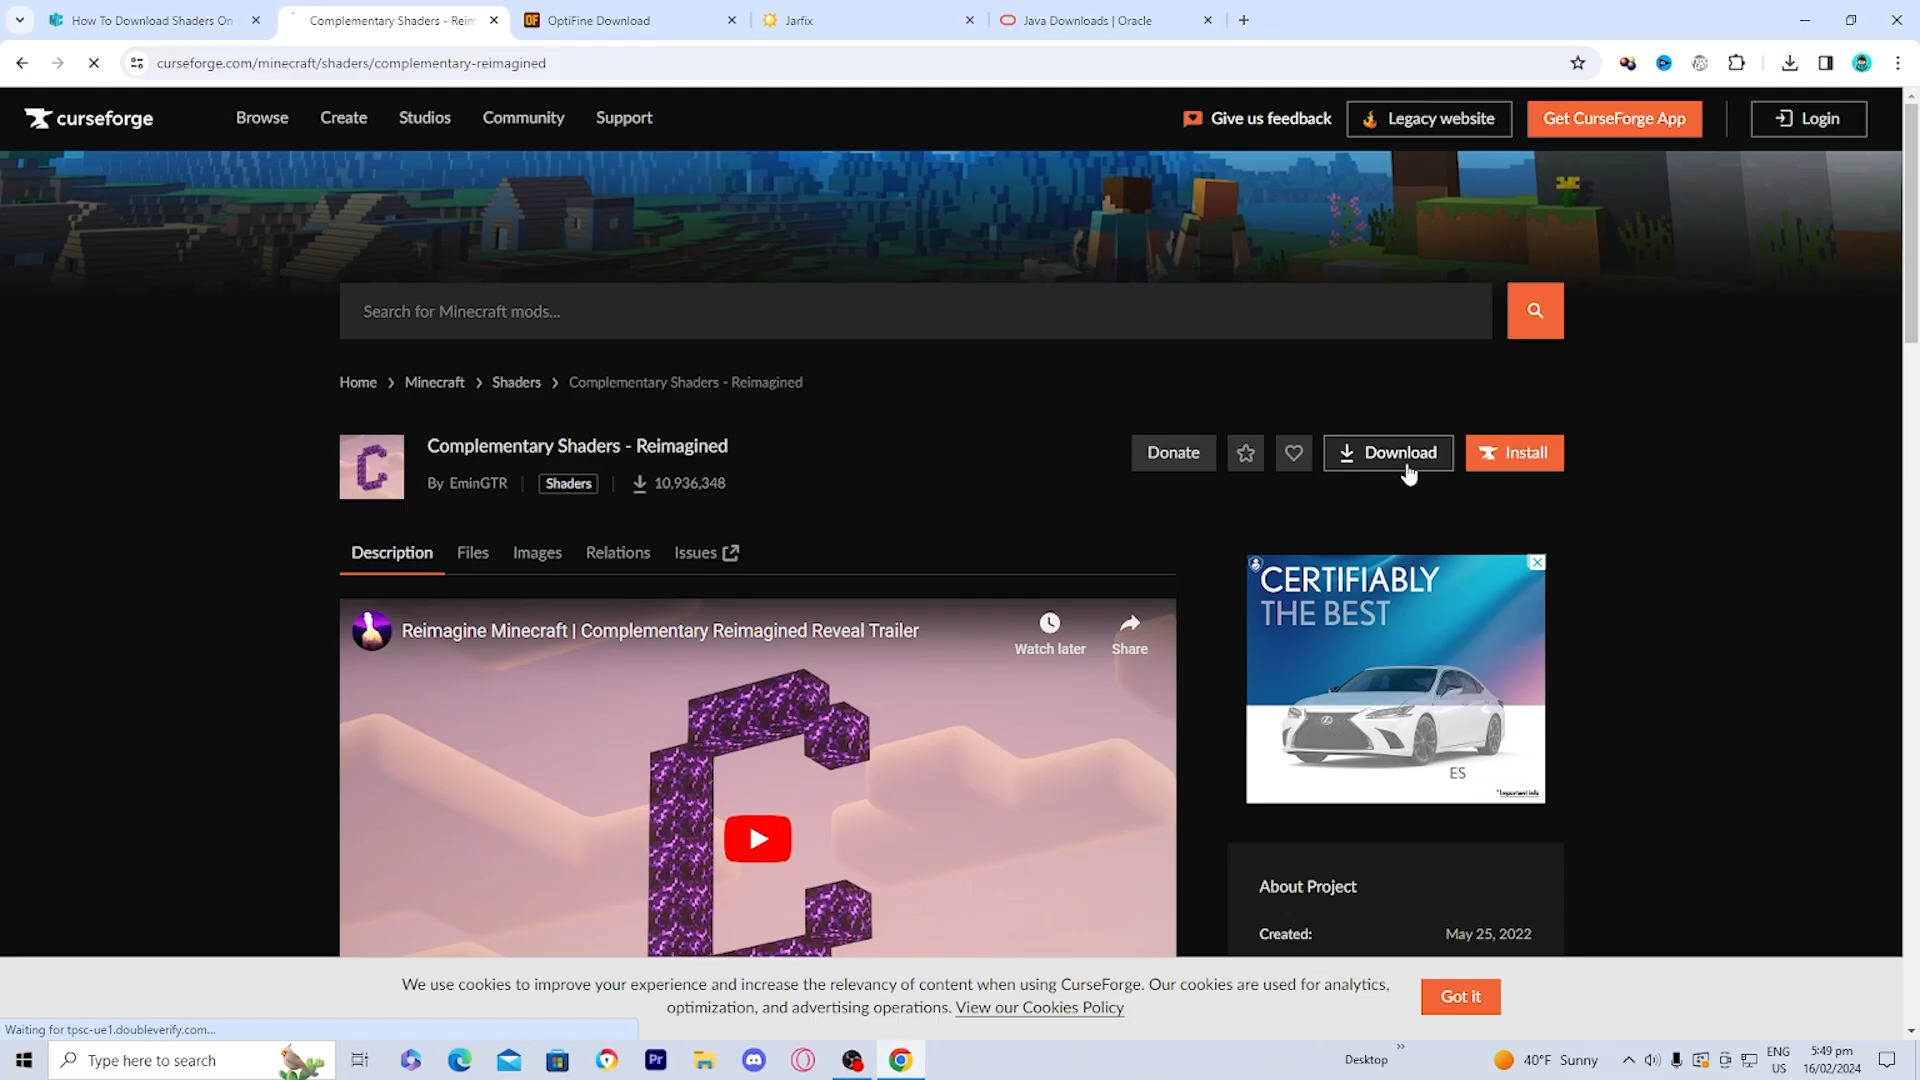 How To Download Shaders On
Complementary Shaders - Reim
OptiFine Download
Jarfix
Java Downloads | Oracle
curseforge.com/minecraft/shaders/complementary-reimagined
curseforge
Browse
Create
Studios
Community
Support
Give us feedback
Legacy website
Get CurseForge App
Login
Search for Minecraft mods...
Home > Minecraft > Shaders > Complementary Shaders - Reimagined
Complementary Shaders - Reimagined
By EminGTR
Shaders
10,936,348
Donate
Download
Install
Description
Files
Images
Relations
Issues
Reimagine Minecraft | Complementary Reimagined Reveal Trailer
Watch later
Share
CERTIFIABLY
THE BEST
ES
*Important info
About Project
Created:
May 25, 2022
We use cookies to improve your experience and increase the relevancy of content when using CurseForge. Our cookies are used for analytics,
optimization, and advertising operations. View our Cookies Policy
Got it
Waiting for tpsc-ue1.doubleverify.com...
Type here to search
Pr
Desktop
40°F Sunny
ENG
US
5:49 pm
16/02/2024